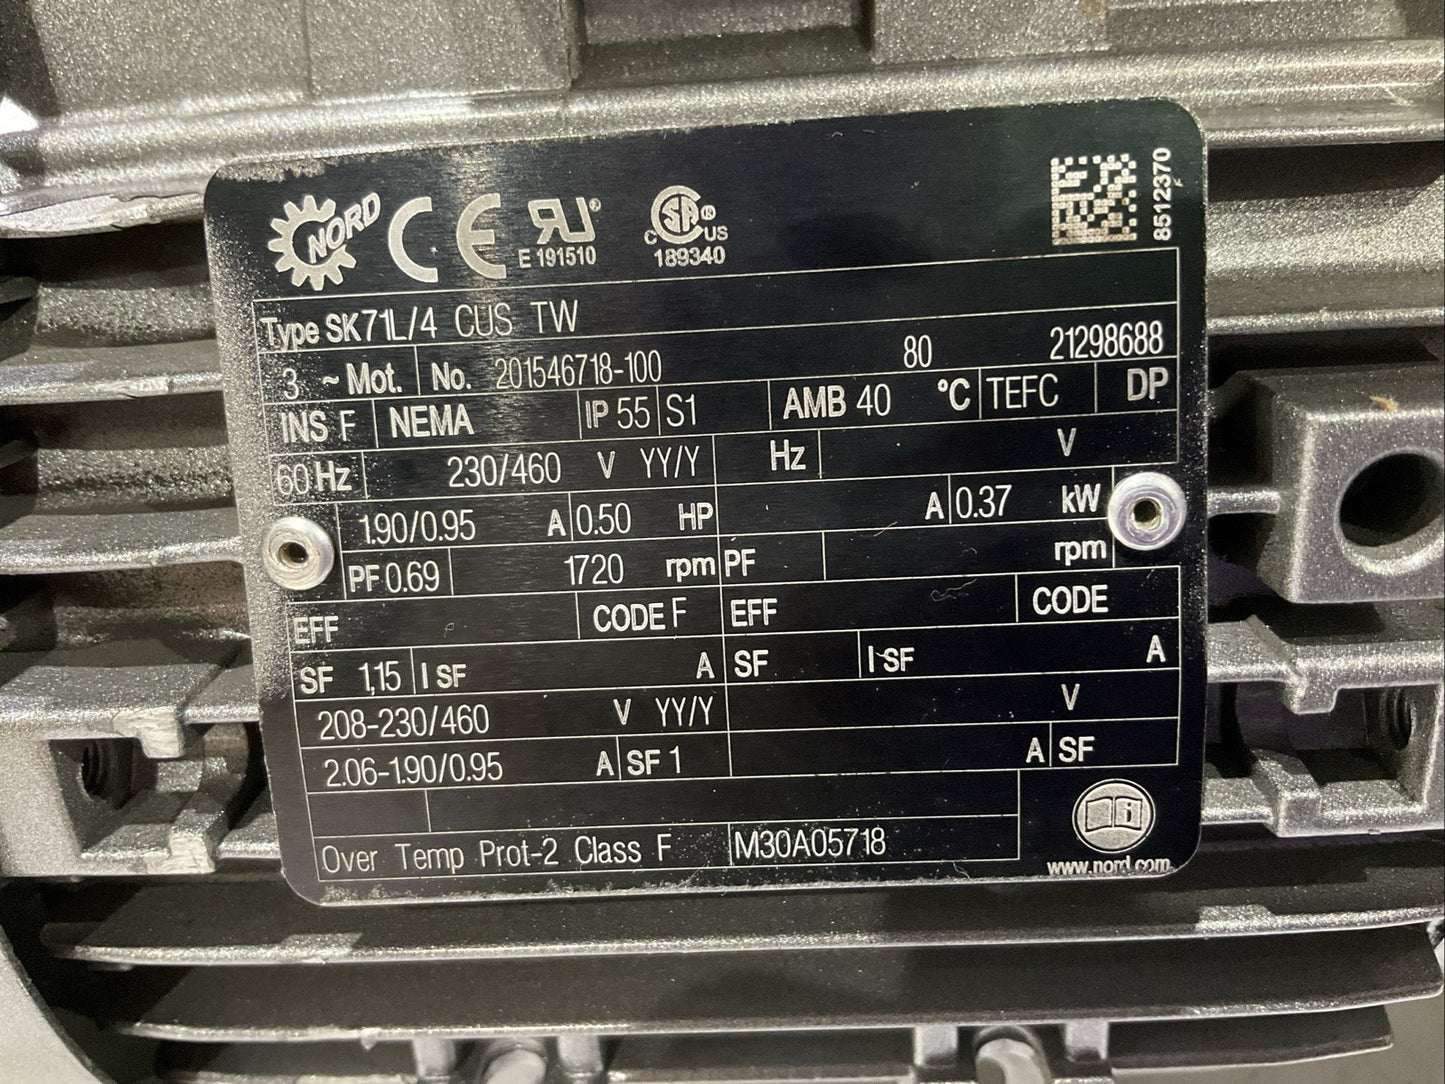 NORD CE RU® CSA® C US
E 191510 189340
8512370
Type SK71L/4 CUS TW
3 ~ Mot. No. 201546718-100 80 21298688
INS F NEMA IP 55 S1 AMB 40 °C TEFC DP
60 Hz 230/460 V YY/Y Hz V
1.90/0.95 A 0.50 HP A 0.37 kW
PF 0.69 1720 rpm PF rpm
EFF CODE F EFF CODE
SF 1,15 I SF A SF I SF A
208-230/460 V YY/Y V
2.06-1.90/0.95 A SF 1 A SF
Over Temp Prot-2 Class F M30A05718
i
www.nord.com